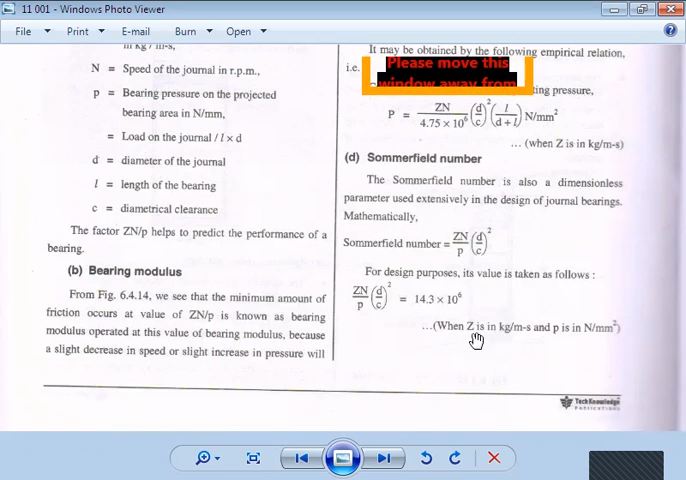 11 001 - Windows Photo Viewer
File Print Burn Open
in kg / m-s,
N = Speed of the journal in r.p.m.,
p = Bearing pressure on the projected
bearing area in N/mm,
= Load on the journal / l × d
d = diameter of the journal
l = length of the bearing
c = diametrical clearance
The factor ZN/p helps to predict the performance of a
bearing.
(b) Bearing modulus
From Fig. 6.4.14, we see that the minimum amount of
friction occurs at value of ZN/p is known as bearing
modulus operated at this value of bearing modulus, because
a slight decrease in speed or slight increase in pressure will
It may be obtained by the following empirical relation,
i.e.
Please move this
window away from
pressure,
P = ZN / 4.75 × 10⁶ (d/c)² (l / d + l) N/mm²
... (when Z is in kg/m-s)
(d) Sommerfield number
The Sommerfield number is also a dimensionless
parameter used extensively in the design of journal bearings.
Mathematically,
Sommerfield number = ZN/p (d/c)²
For design purposes, its value is taken as follows :
ZN/p (d/c)² = 14.3 × 10⁶
...(When Z is in kg/m-s and p is in N/mm²)
TechKnowledge
PUBLICATIONS